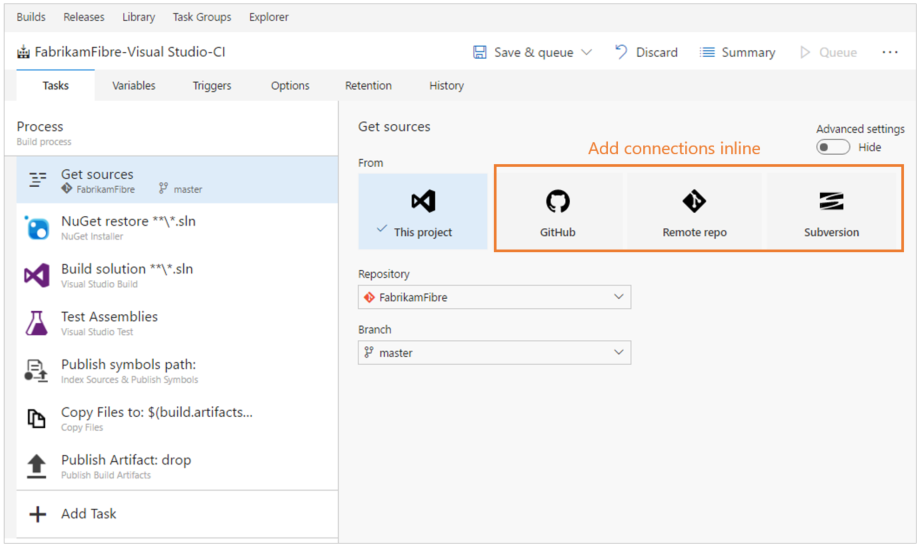 Builds Releases Library Task Groups Explorer
FabrikamFibre-Visual Studio-CI Save & queue Discard Summary Queue ...
Tasks Variables Triggers Options Retention History
Process
Build process
Get sources
FabrikamFibre master
NuGet restore **\*.sln
NuGet Installer
Build solution **\*.sln
Visual Studio Build
Test Assemblies
Visual Studio Test
Publish symbols path:
Index Sources & Publish Symbols
Copy Files to: $(build.artifacts...
Copy Files
Publish Artifact: drop
Publish Build Artifacts
Add Task
Get sources
Advanced settings
Hide
Add connections inline
From
This project GitHub Remote repo Subversion
Repository
FabrikamFibre
Branch
master